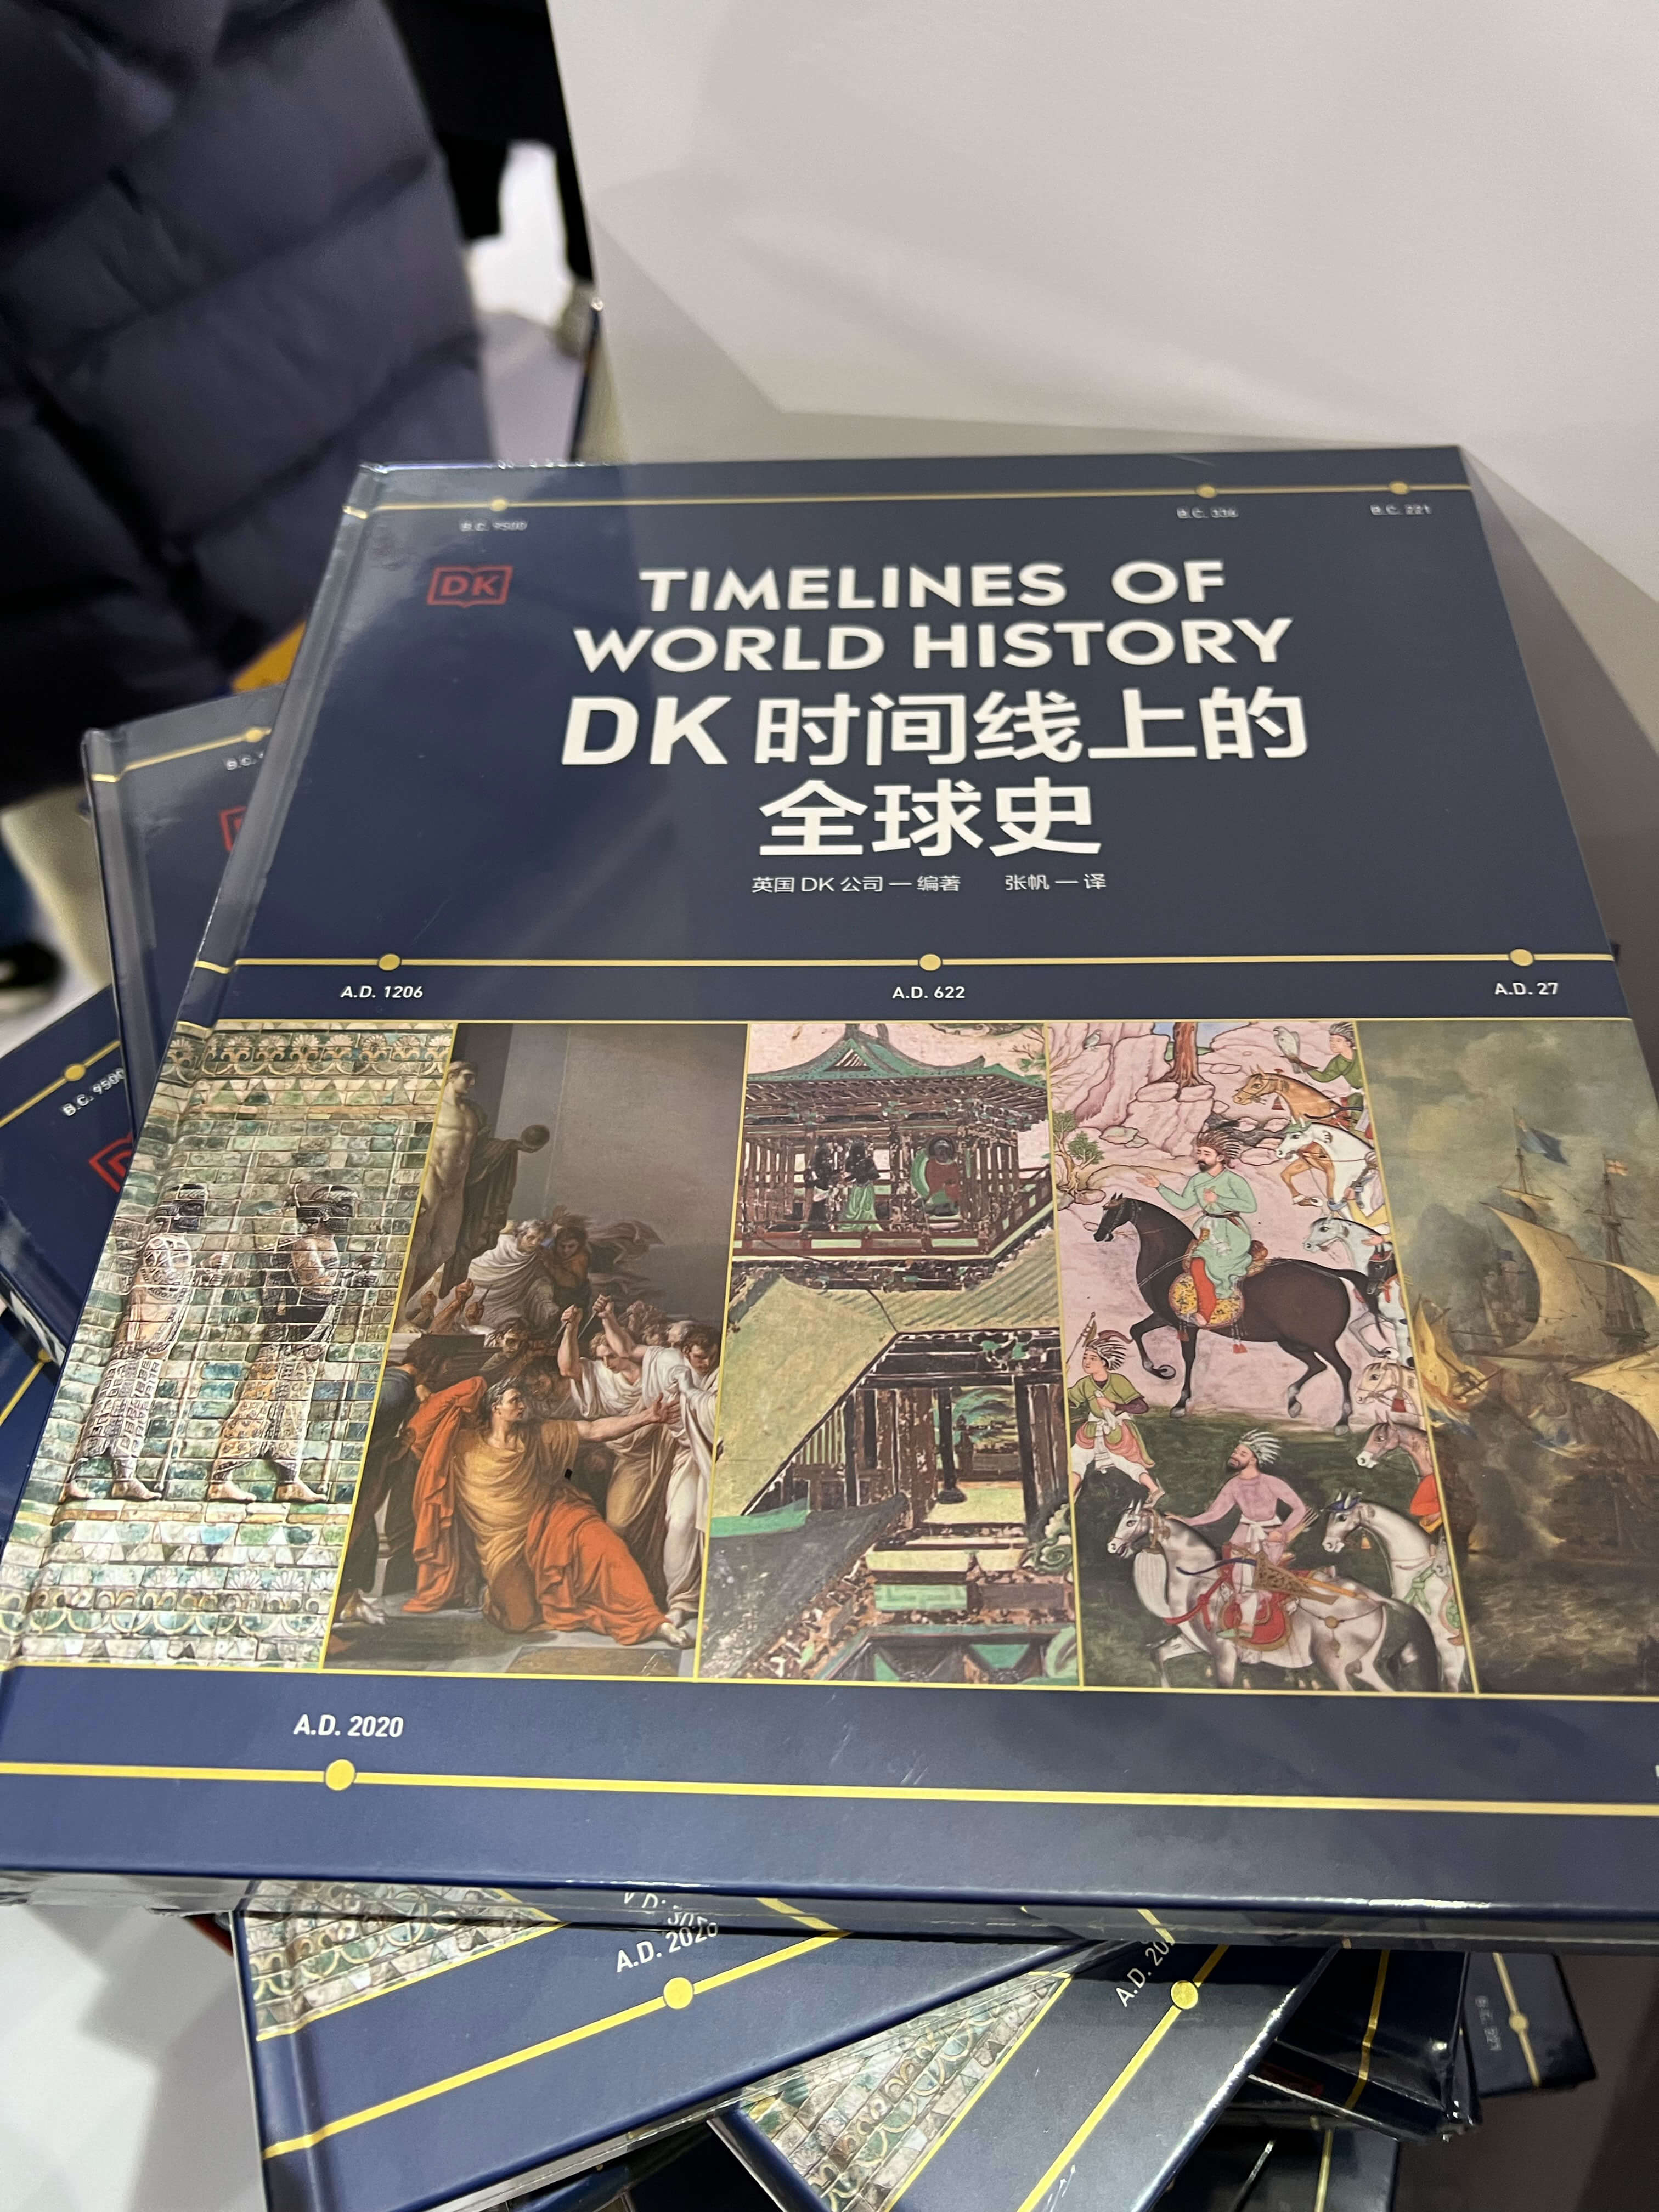 B.C. 9500
B.C. 336
B.C. 221
DK
TIMELINES OF
WORLD HISTORY
DK 时间线上的
全球史
英国 DK 公司 — 编著 张帆 — 译
A.D. 1206
A.D. 622
A.D. 27
A.D. 2020
B.C. 9500
A.D. 2020